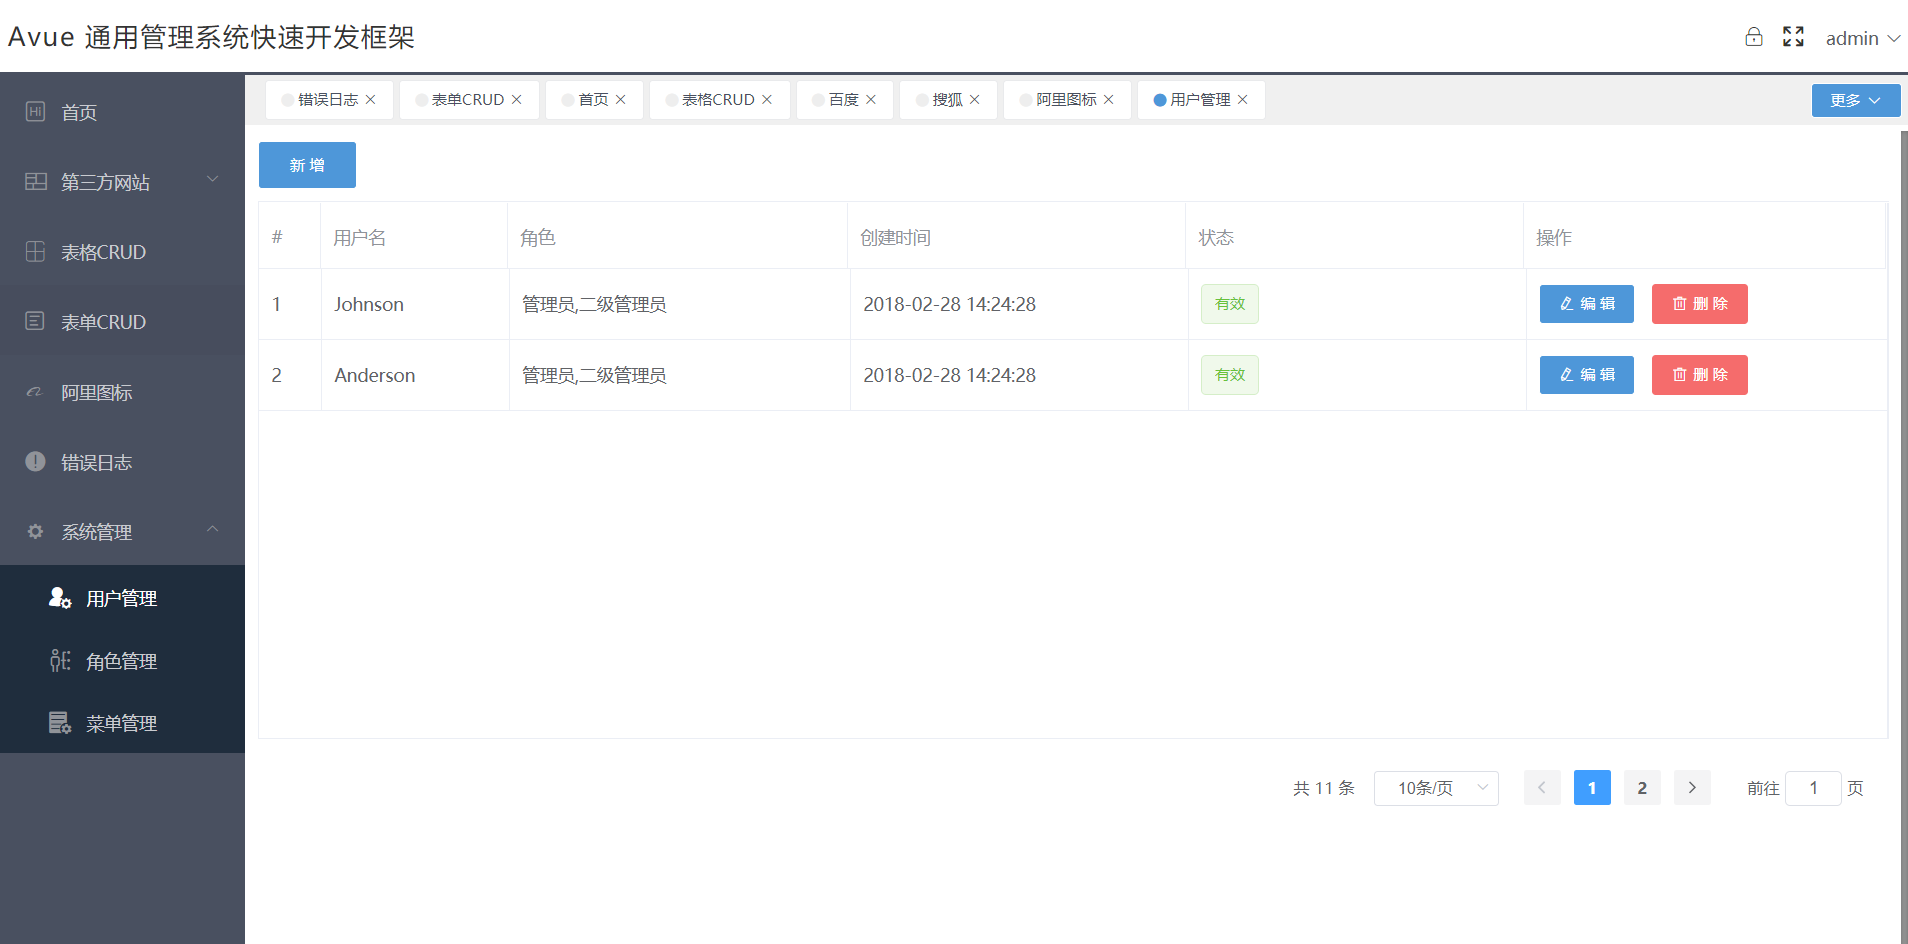 Avue 通用管理系统快速开发框架
admin
首页
第三方网站
表格CRUD
表单CRUD
阿里图标
错误日志
系统管理
用户管理
角色管理
菜单管理
错误日志 表单CRUD 首页 表格CRUD 百度 搜狐 阿里图标 用户管理 更多
新增
# 用户名 角色 创建时间 状态 操作
1 Johnson 管理员,二级管理员 2018-02-28 14:24:28 有效 编辑 删除
2 Anderson 管理员,二级管理员 2018-02-28 14:24:28 有效 编辑 删除
共 11 条 10条/页 1 2 前往 1 页